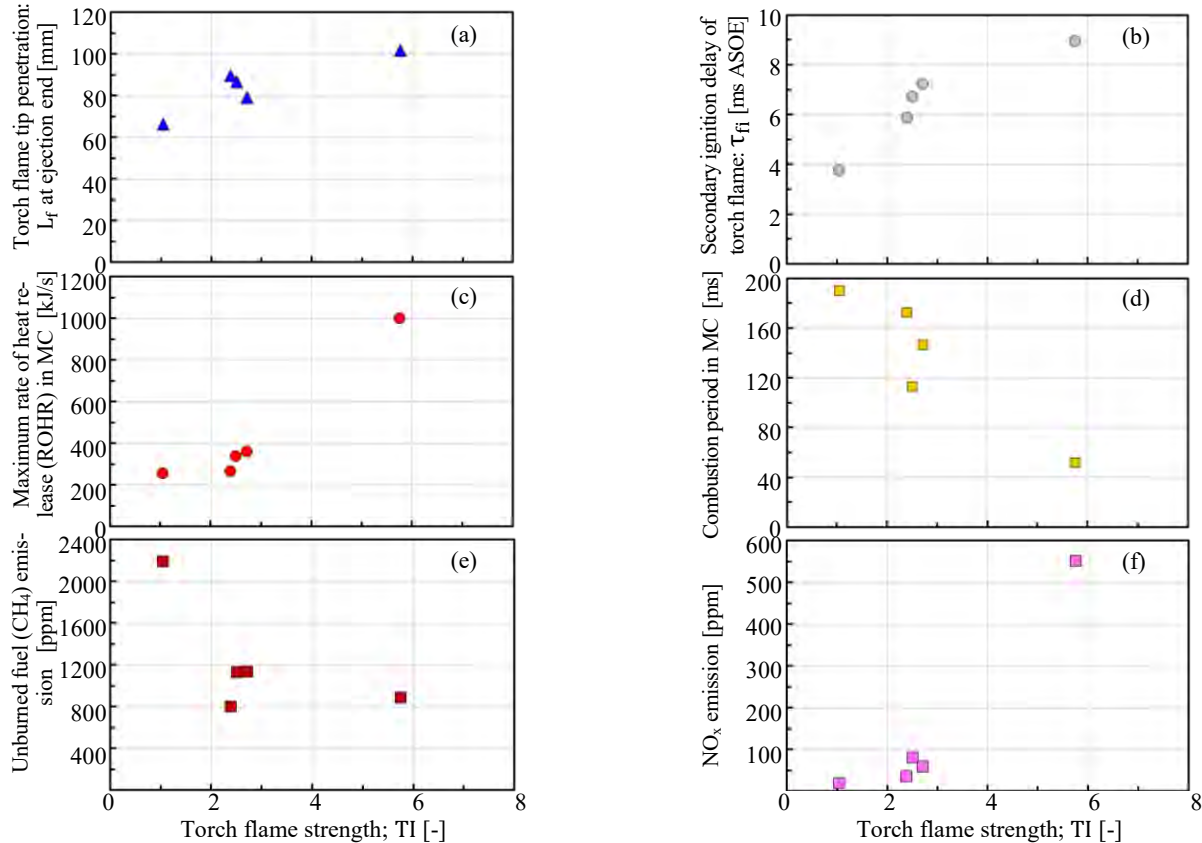 Torch flame tip penetration:
L_f at ejection end [mm]
120
100
80
60
40
20
0
(a)
Secondary ignition delay of
torch flame: τ_fi [ms ASOE]
10
8
6
4
2
0
(b)
Maximum rate of heat re-
lease (ROHR) in MC [kJ/s]
1200
1000
800
600
400
200
0
(c)
Combustion period in MC [ms]
200
160
120
80
40
0
(d)
Unburned fuel (CH₄) emis-
sion [ppm]
2400
2000
1600
1200
800
400
(e)
0 2 4 6 8
Torch flame strength; TI [-]
NOₓ emission [ppm]
600
500
400
300
200
100
(f)
0 2 4 6 8
Torch flame strength; TI [-]